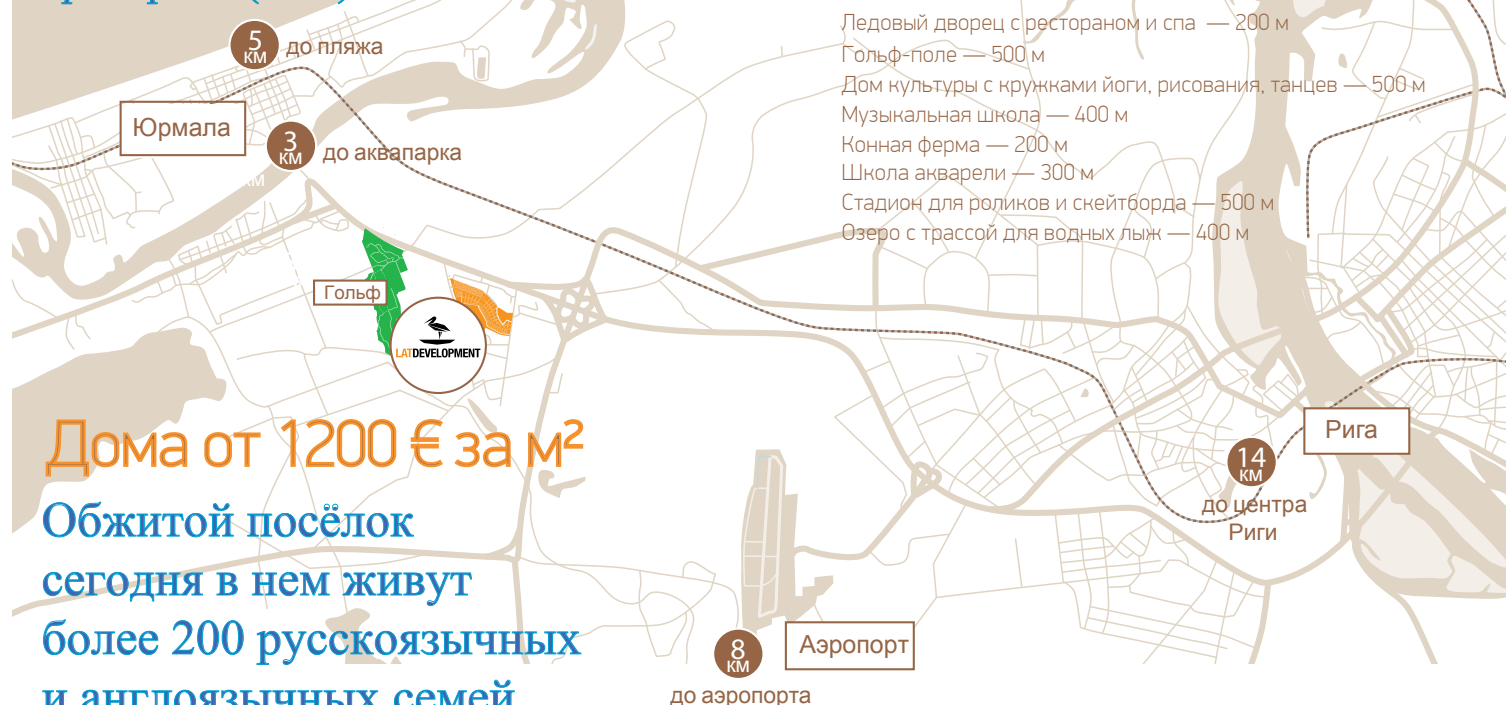 5
км
до пляжа
Юрмала
3
км
до аквапарка
км
Ледовый дворец с рестораном и спа — 200 м
Гольф-поле — 500 м
Дом культуры с кружками йоги, рисования, танцев — 500 м
Музыкальная школа — 400 м
Конная ферма — 200 м
Школа акварели — 300 м
Стадион для роликов и скейтборда — 500 м
Озеро с трассой для водных лыж — 400 м
Гольф
LATDEVELOPMENT
Дома от 1200 € за м²
Обжитой посёлок
сегодня в нем живут
более 200 русскоязычных
и англоязычных семей
Рига
14
км
до центра
Риги
8
км
Аэропорт
до аэропорта